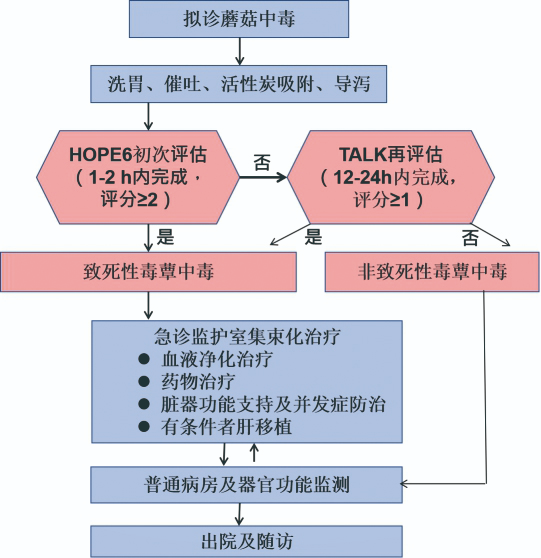 拟诊蘑菇中毒
洗胃、催吐、活性炭吸附、导泻
HOPE6初次评估
（1-2 h内完成，
评分≥2）
否
TALK再评估
（12-24h内完成，
评分≥1）
是
是
否
致死性毒蕈中毒
非致死性毒蕈中毒
急诊监护室集束化治疗
● 血液净化治疗
● 药物治疗
● 脏器功能支持及并发症防治
● 有条件者肝移植
普通病房及器官功能监测
出院及随访